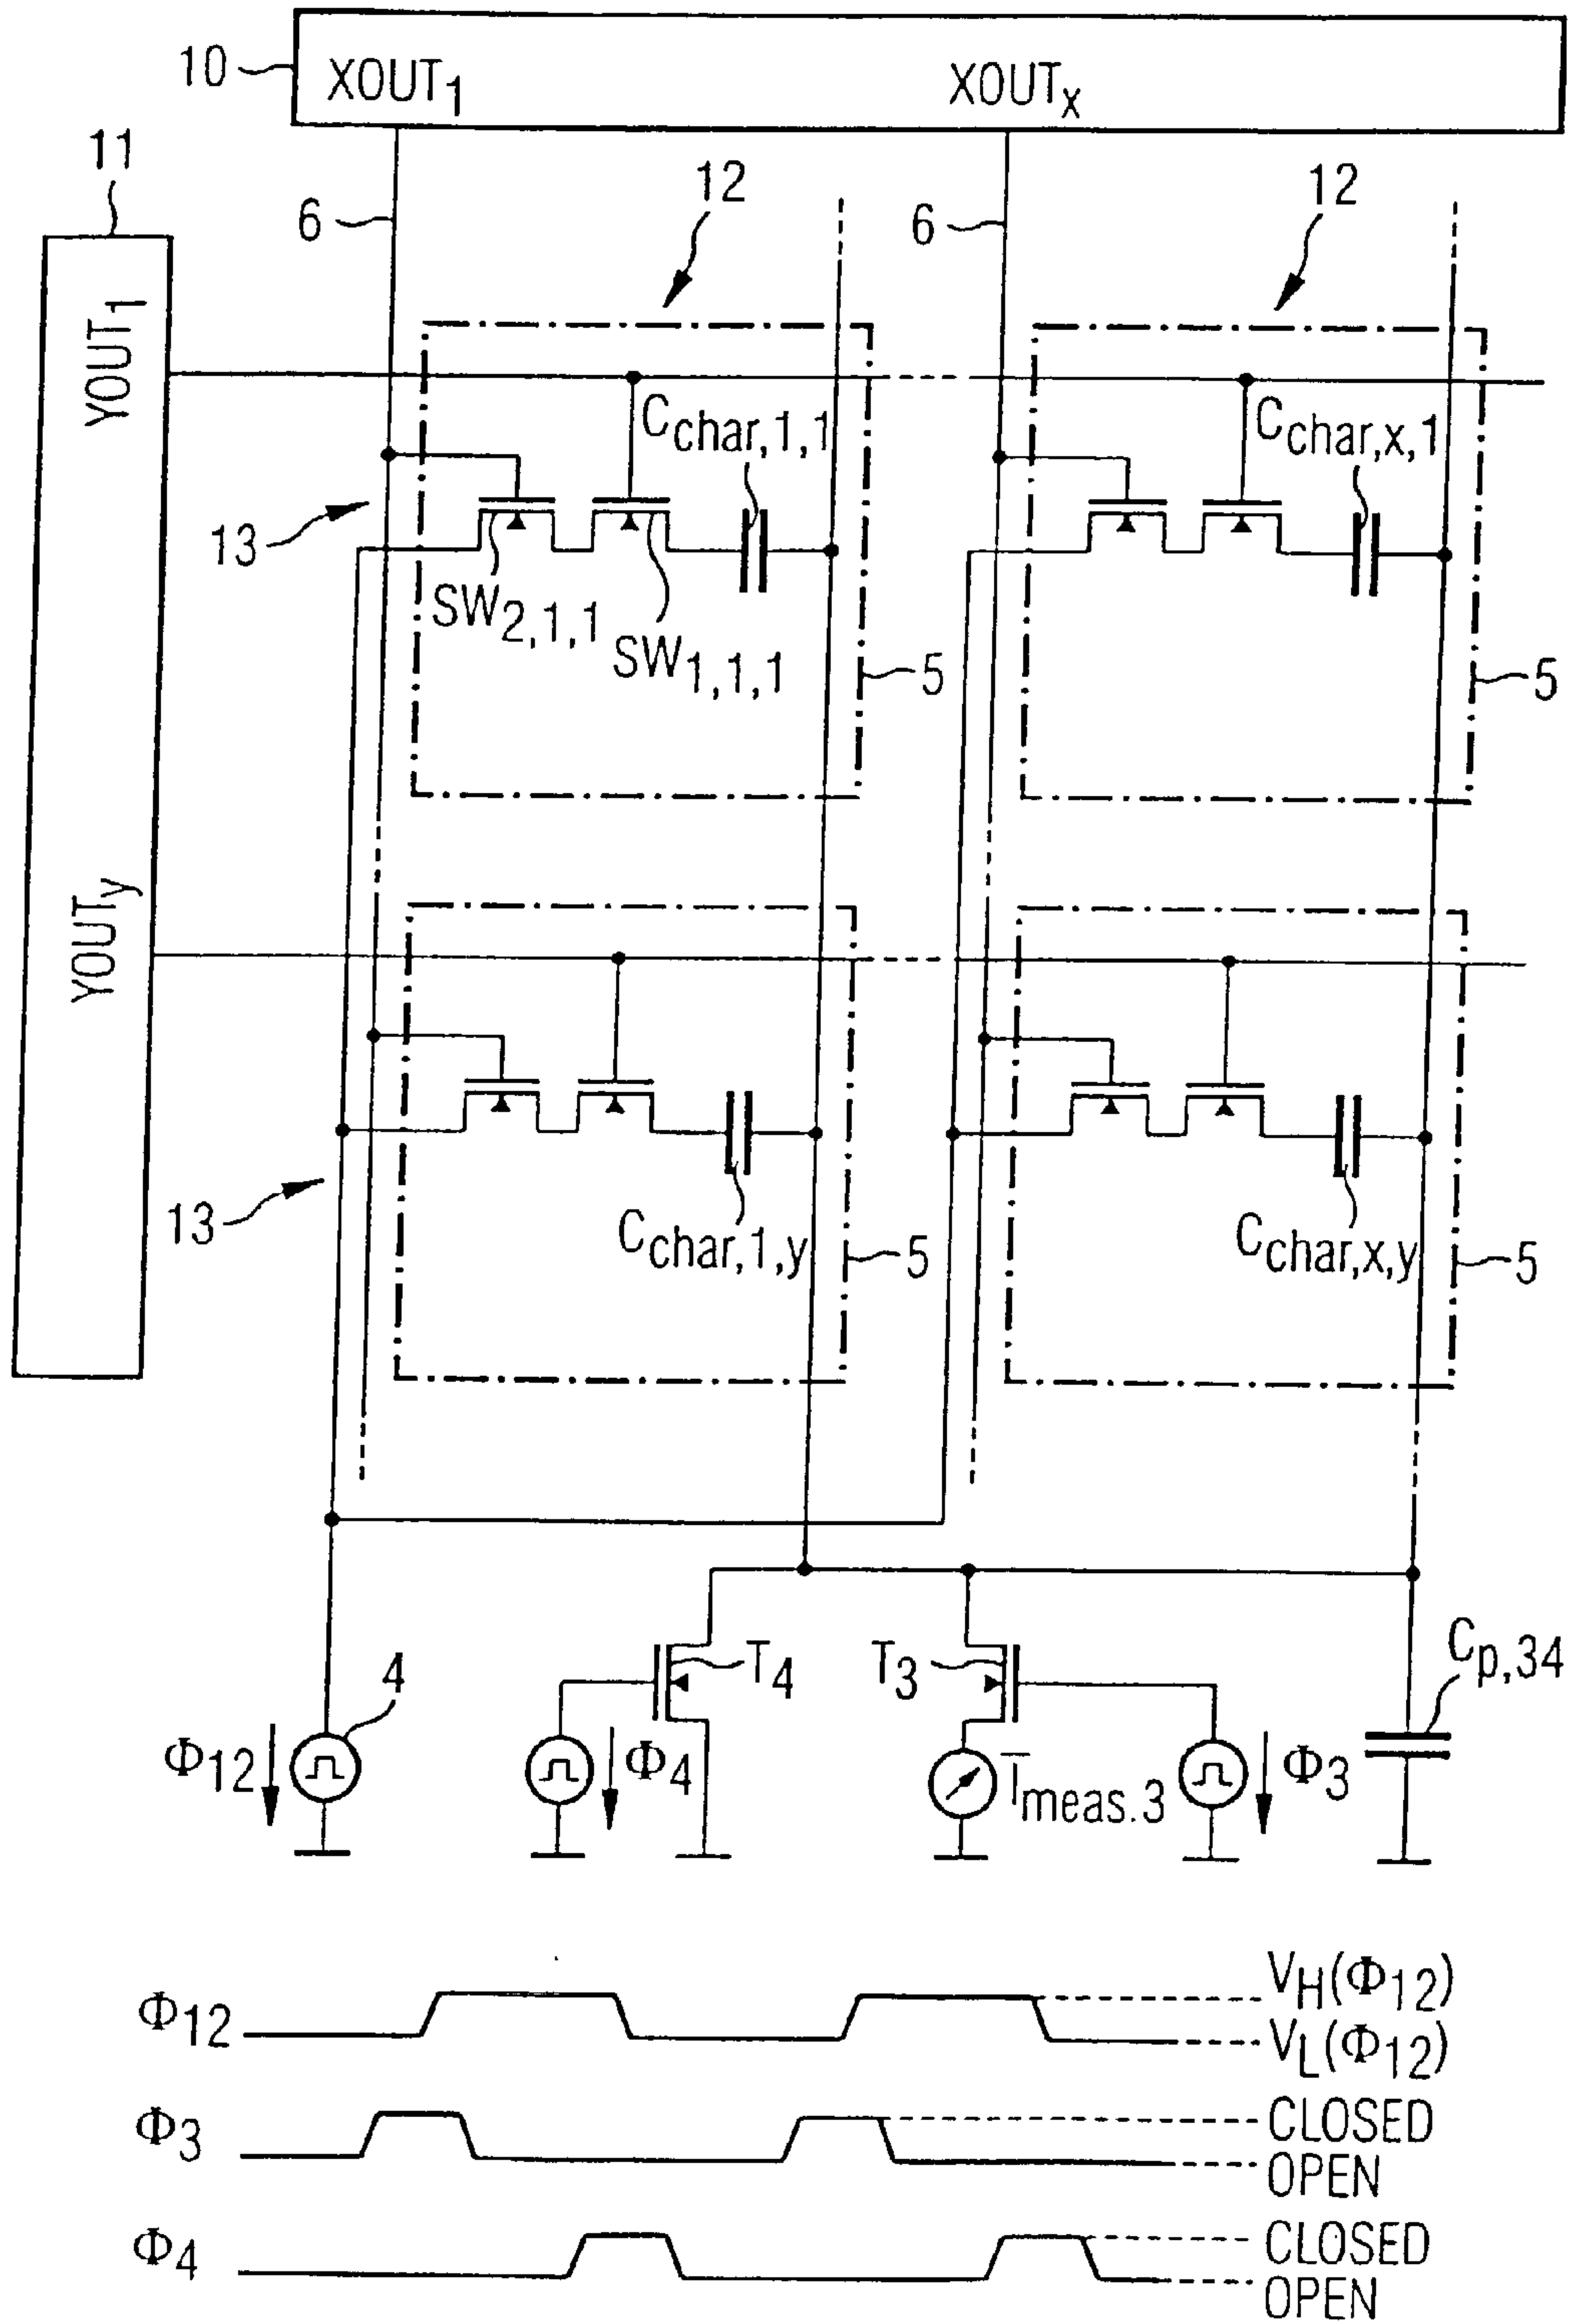 10
XOUT1
XOUTx
11
6
12
6
12
YOUT1
Cchar,1,1
Cchar,x,1
13
SW2,1,1
SW1,1,1
5
5
YOUTy
13
Cchar,1,y
5
Cchar,x,y
5
4
T4
T3
Cp,34
Φ12
Φ4
Imeas.3
Φ3
Φ12
VH(Φ12)
VL(Φ12)
Φ3
CLOSED
OPEN
Φ4
CLOSED
OPEN